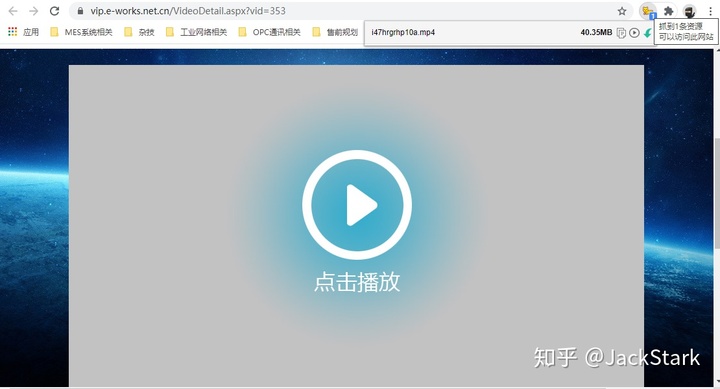 vip.e-works.net.cn/VideoDetail.aspx?vid=353
1
抓到1条资源
可以访问此网站
应用 MES系统相关 杂技 工业网络相关 OPC通讯相关 售前规划 i47hrgrhp10a.mp4 40.35MB
点击播放
知乎 @JackStark